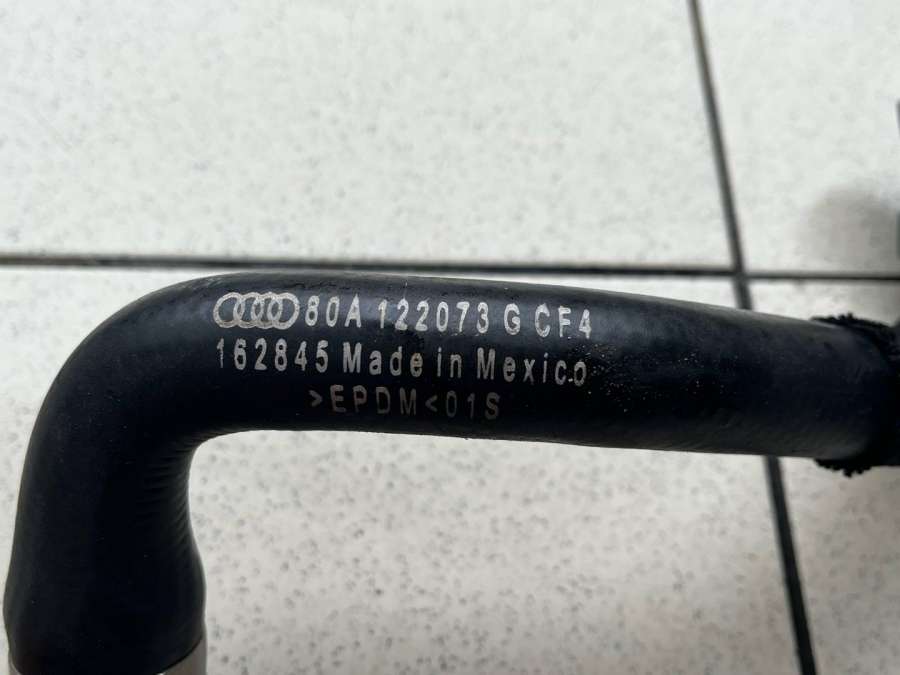 80A 122073 G CF4
162845 Made in Mexico
>EPDM<01S